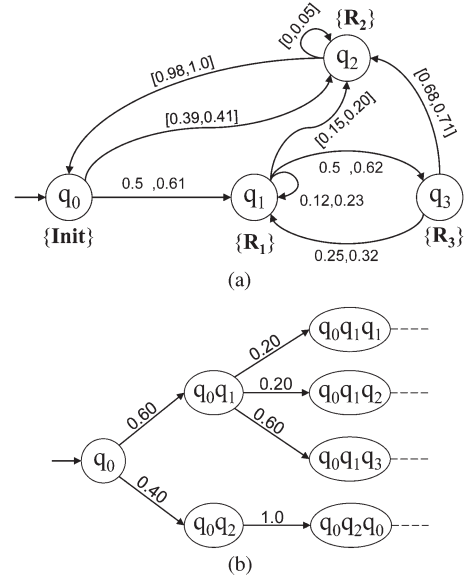 {R2}
[0,0.05]
q2
[0.98,1.0]
[0.68,0.71]
[0.39,0.41]
[0.15,0.20]
0.5 ,0.61
0.5 ,0.62
q0
q1
0.12,0.23
q3
{Init}
{R1}
{R3}
0.25,0.32
(a)
0.20
q0q1q1
0.60
q0q1
0.20
q0q1q2
0.60
q0
q0q1q3
0.40
q0q2
1.0
q0q2q0
(b)